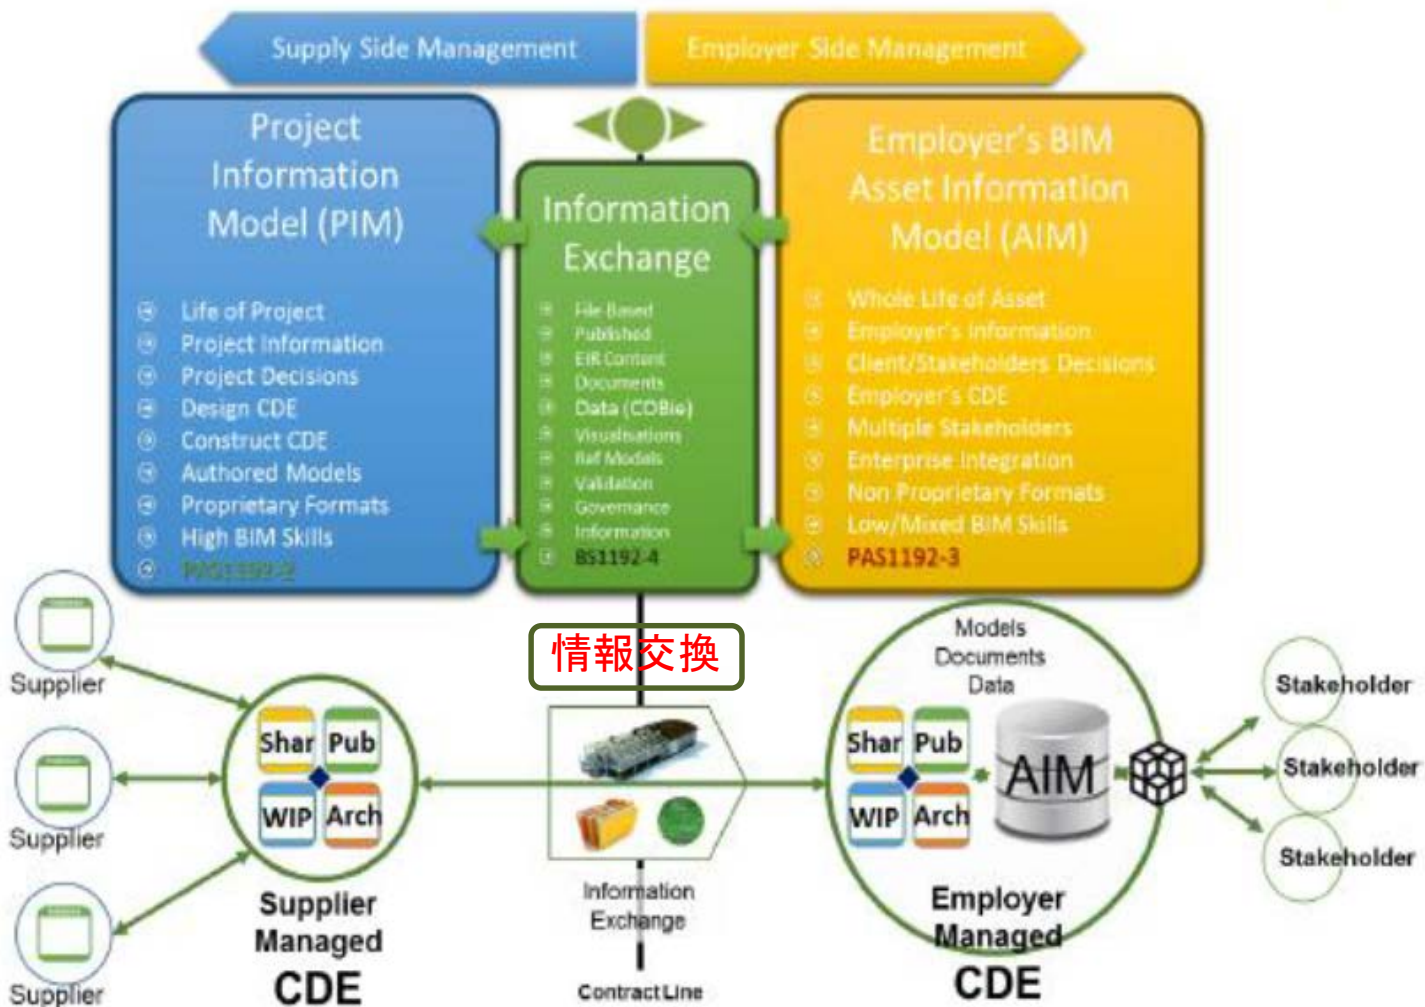 Supply Side Management
Employer Side Management
Project
Information
Model (PIM)
Life of Project
Project Information
Project Decisions
Design CDE
Construct CDE
Authored Models
Proprietary Formats
High BIM Skills
PAS1192-2
Information
Exchange
File Based
Published
EIR Content
Documents
Data (COBie)
Visualisations
Ref Models
Validation
Governance
Information
BS1192-4
Employer's BIM
Asset Information
Model (AIM)
Whole Life of Asset
Employer's Information
Client/Stakeholders Decisions
Employer's CDE
Multiple Stakeholders
Enterprise Integration
Non Proprietary Formats
Low/Mixed BIM Skills
PAS1192-3
情報交換
Supplier
Supplier
Supplier
Shar Pub
WIP Arch
Supplier
Managed
CDE
Information
Exchange
Contract Line
Models
Documents
Data
Shar Pub
WIP Arch
AIM
Employer
Managed
CDE
Stakeholder
Stakeholder
Stakeholder